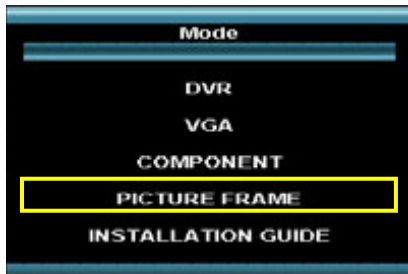 Mode
DVR
VGA
COMPONENT
PICTURE FRAME
INSTALLATION GUIDE